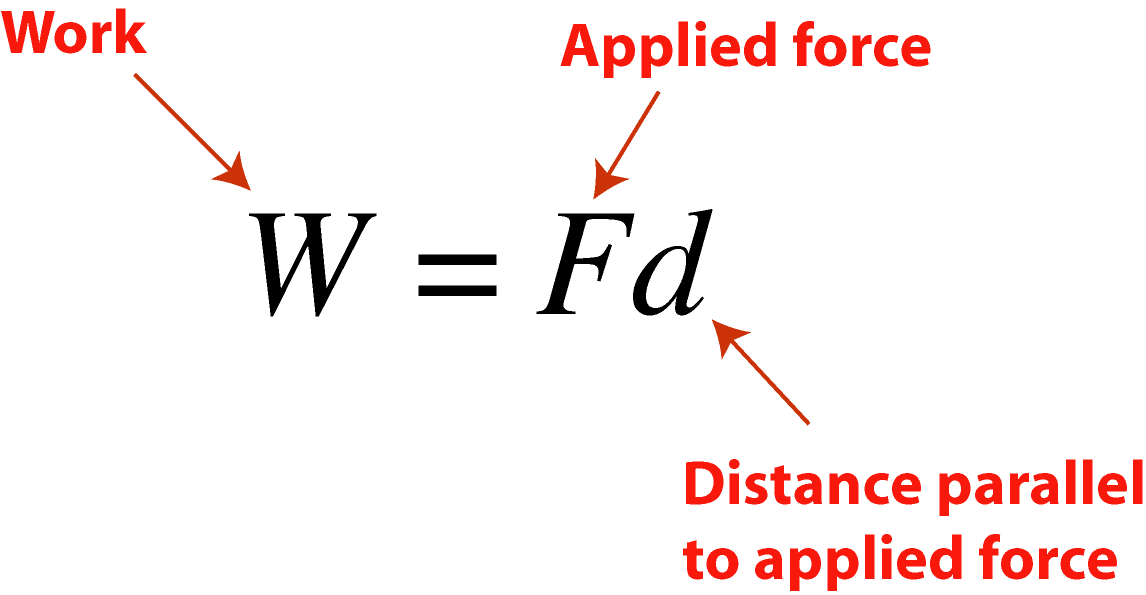 Work
Applied force
W = Fd
Distance parallel
to applied force